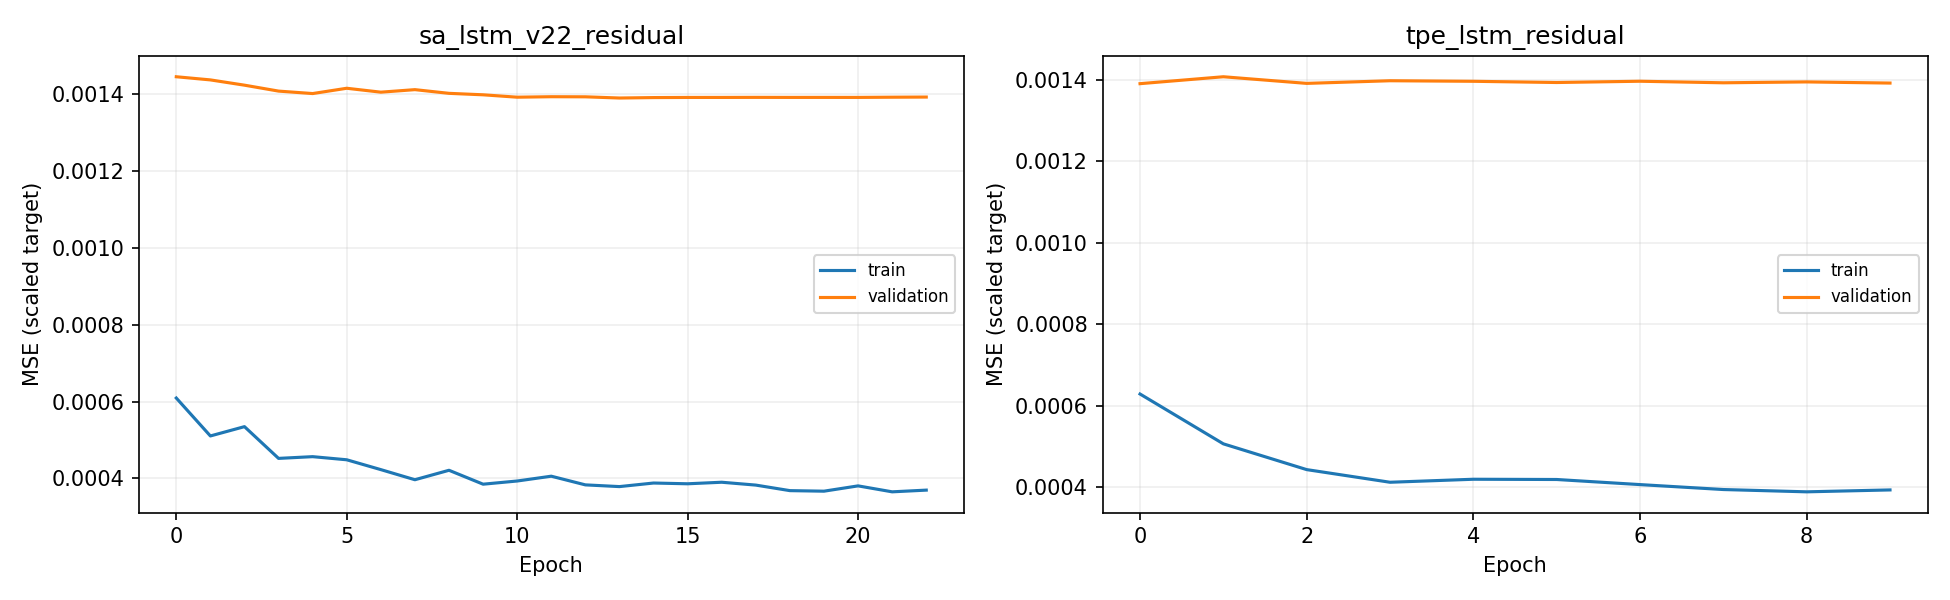 sa_lstm_v22_residual
MSE (scaled target)
0.0014
0.0012
0.0010
0.0008
0.0006
0.0004
train
validation
0 5 10 15 20
Epoch
tpe_lstm_residual
MSE (scaled target)
0.0014
0.0012
0.0010
0.0008
0.0006
0.0004
train
validation
0 2 4 6 8
Epoch